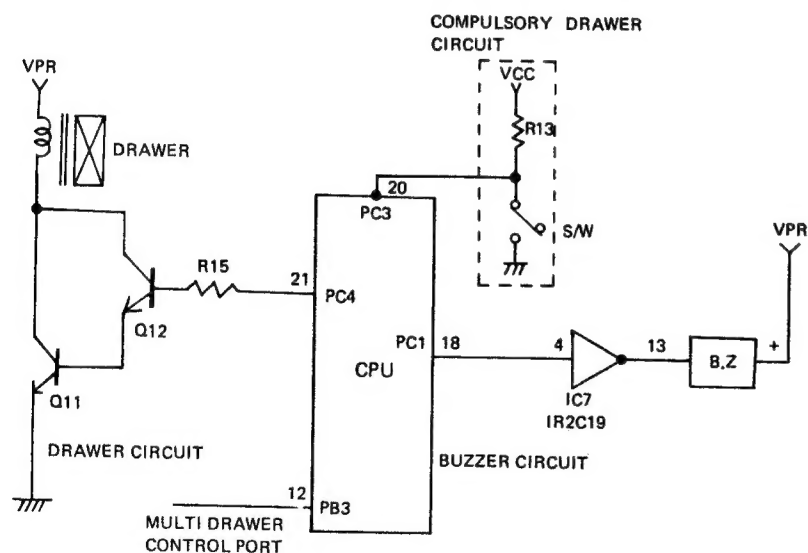 COMPULSORY DRAWER
CIRCUIT
VPR
VCC
R13
DRAWER
20
PC3
S/W
VPR
R15
21
PC4
Q12
PC1
18
4
13
B.Z
+
CPU
Q11
IC7
IR2C19
DRAWER CIRCUIT
BUZZER CIRCUIT
12
PB3
MULTI DRAWER
CONTROL PORT